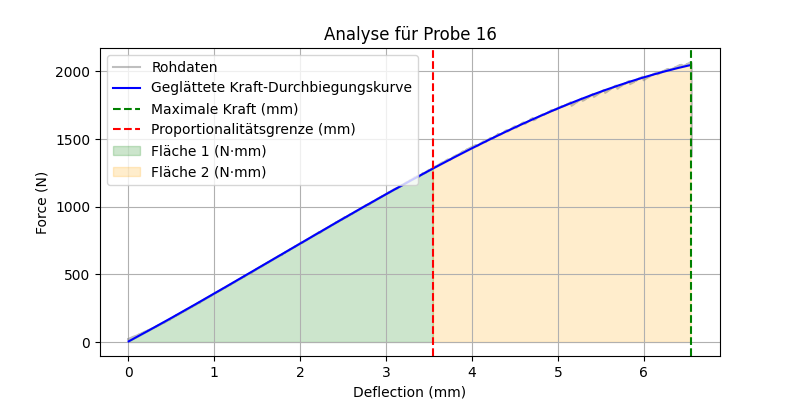 Analyse für Probe 16
Rohdaten
Geglättete Kraft-Durchbiegungskurve
Maximale Kraft (mm)
Proportionalitätsgrenze (mm)
Fläche 1 (N·mm)
Fläche 2 (N·mm)
Force (N)
2000
1500
1000
500
0
0 1 2 3 4 5 6
Deflection (mm)